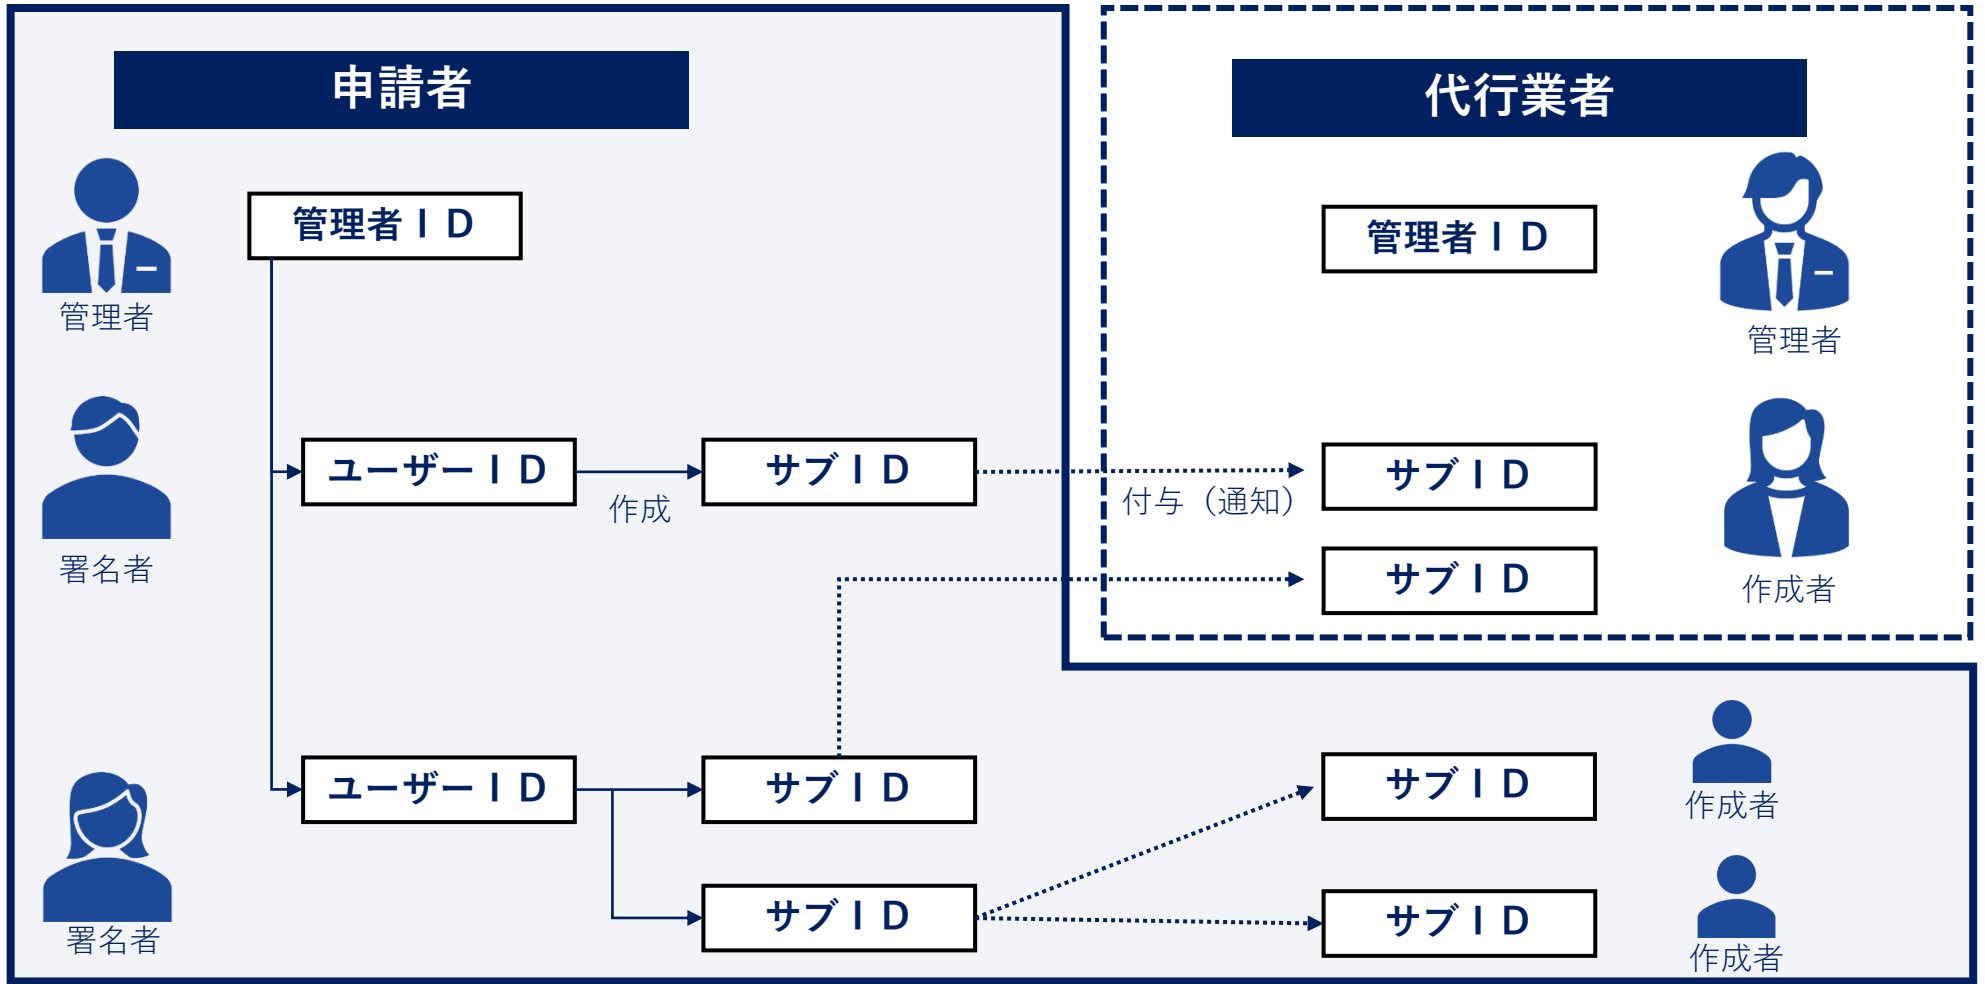 申請者
代行業者
管理者ＩＤ
管理者
管理者ＩＤ
管理者
署名者
ユーザーＩＤ
作成
サブＩＤ
付与（通知）
サブＩＤ
サブＩＤ
作成者
署名者
ユーザーＩＤ
サブＩＤ
サブＩＤ
サブＩＤ
作成者
サブＩＤ
作成者